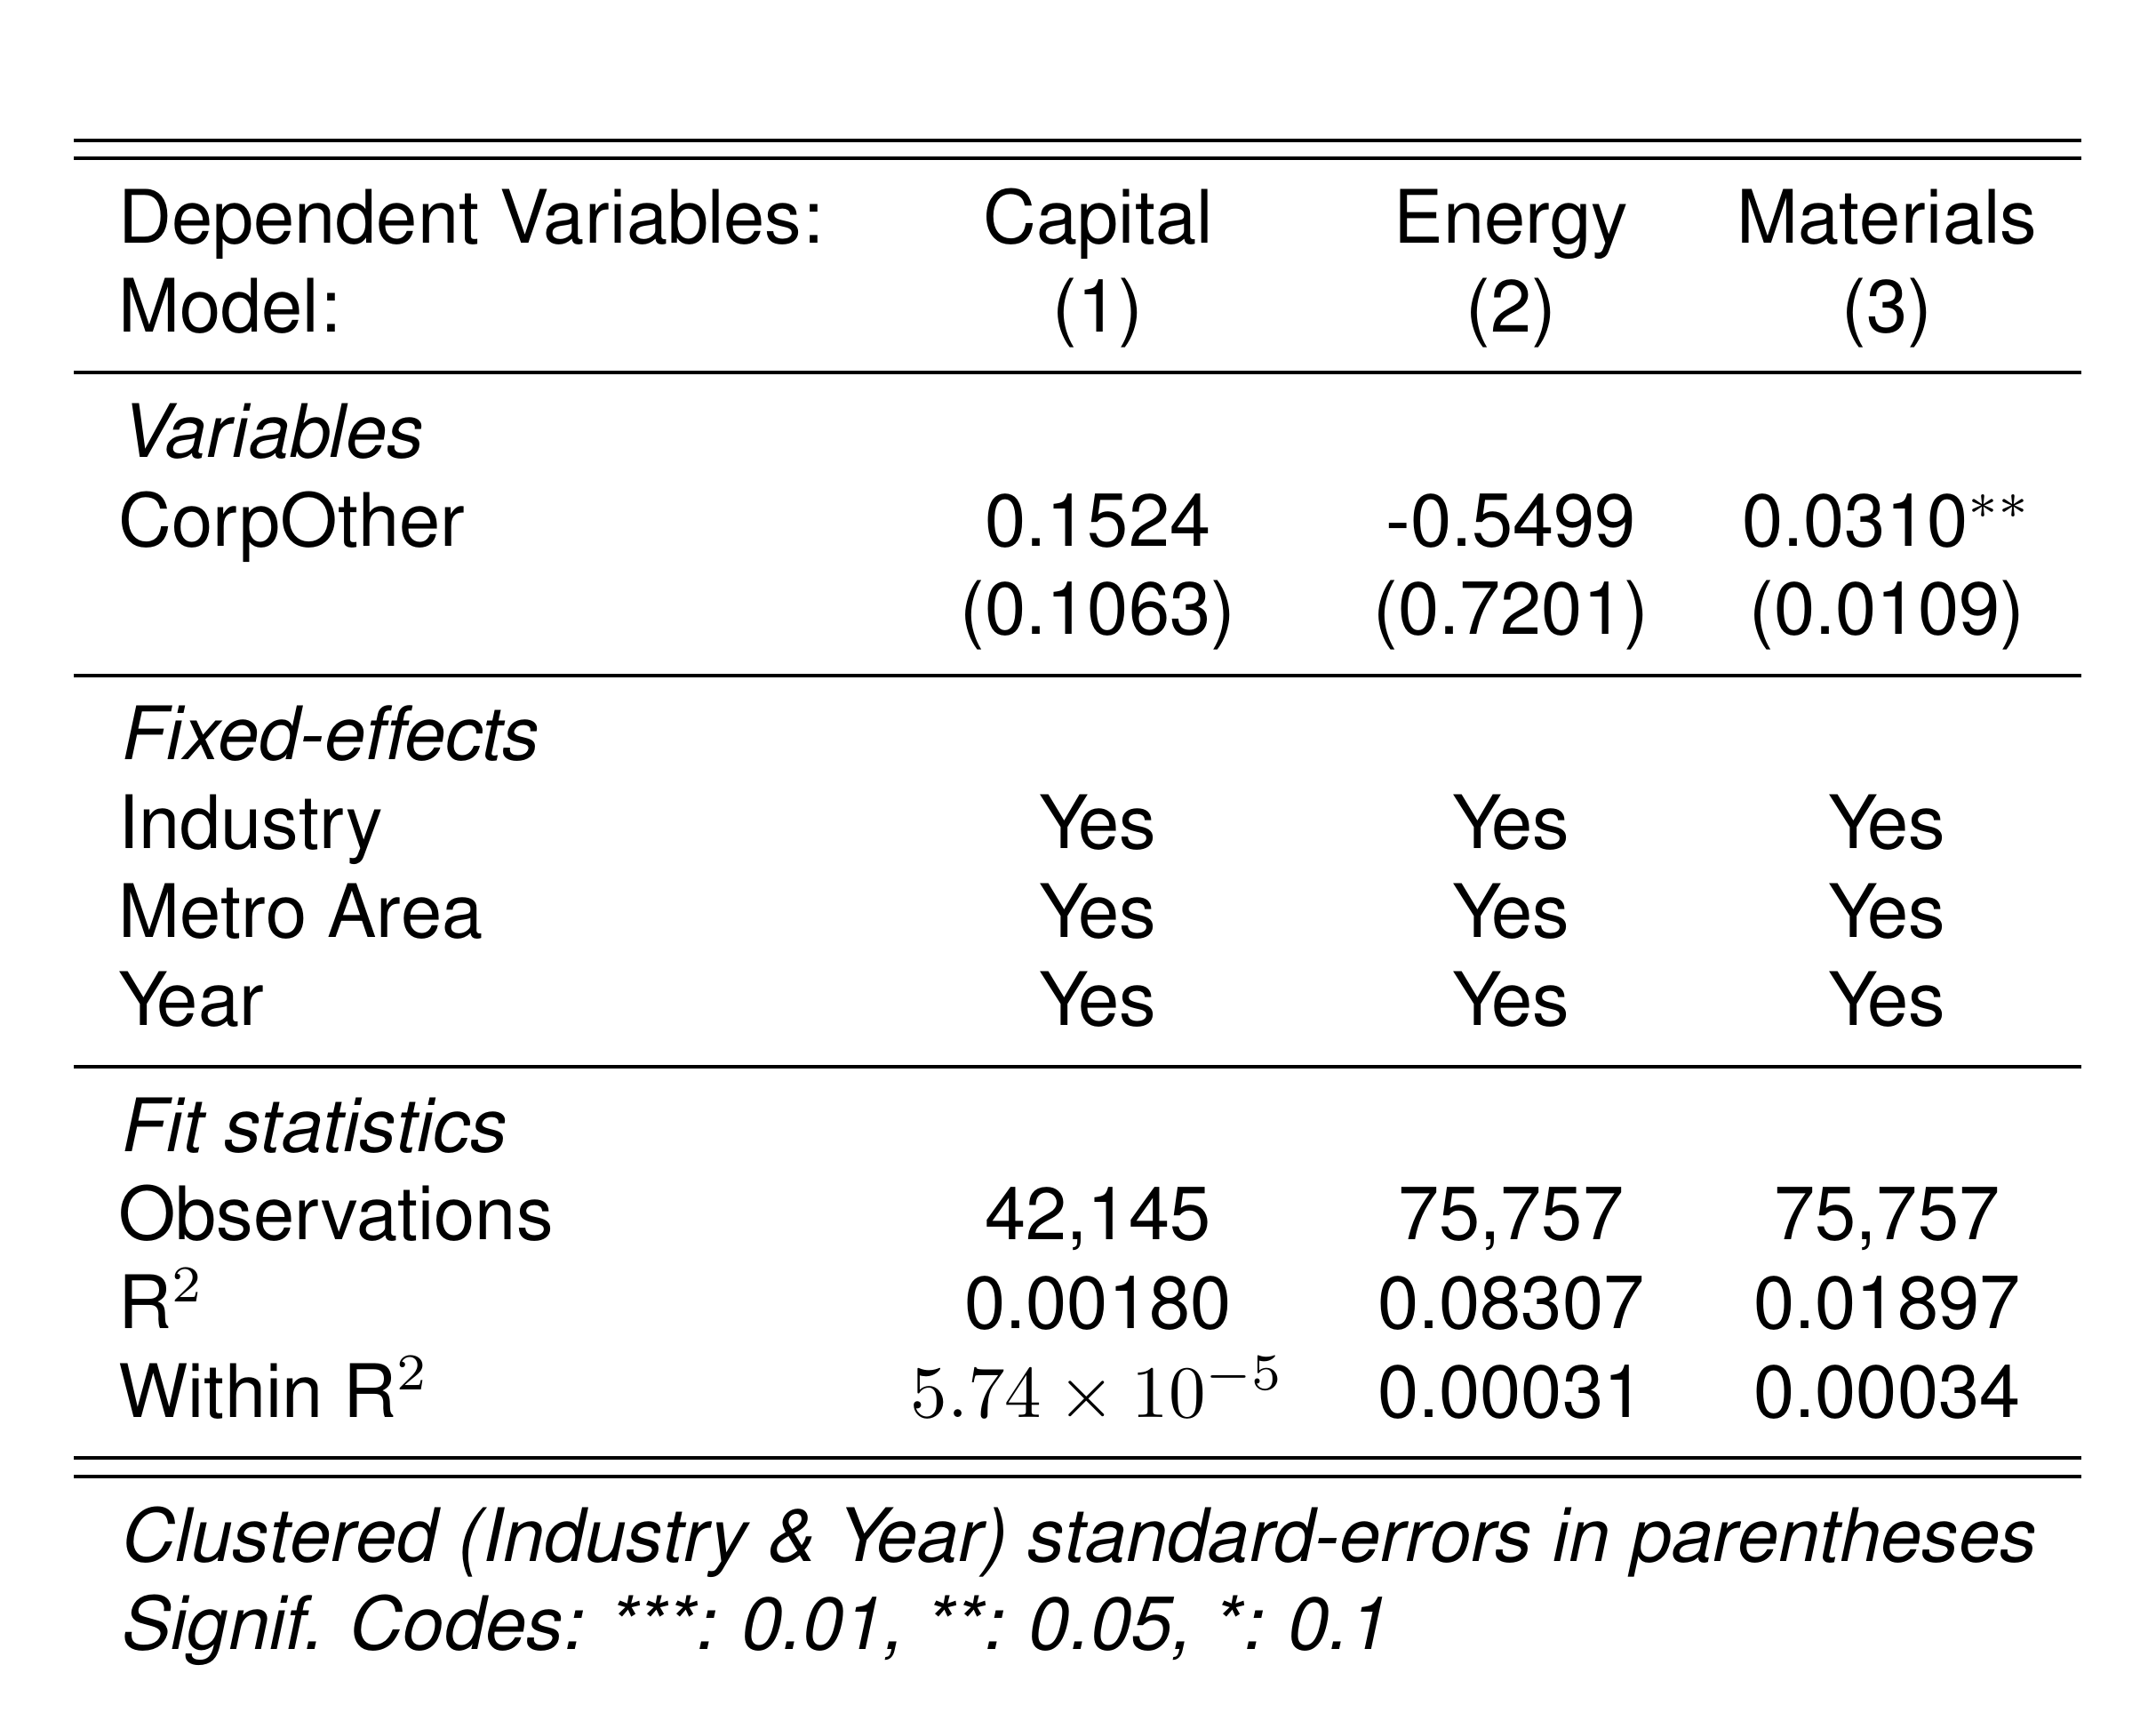 Dependent Variables: Capital Energy Materials
Model: (1) (2) (3)
Variables
CorpOther 0.1524 -0.5499 0.0310**
(0.1063) (0.7201) (0.0109)
Fixed-effects
Industry Yes Yes Yes
Metro Area Yes Yes Yes
Year Yes Yes Yes
Fit statistics
Observations 42,145 75,757 75,757
R² 0.00180 0.08307 0.01897
Within R² 5.74 × 10⁻⁵ 0.00031 0.00034
Clustered (Industry & Year) standard-errors in parentheses
Signif. Codes: ***: 0.01, **: 0.05, *: 0.1